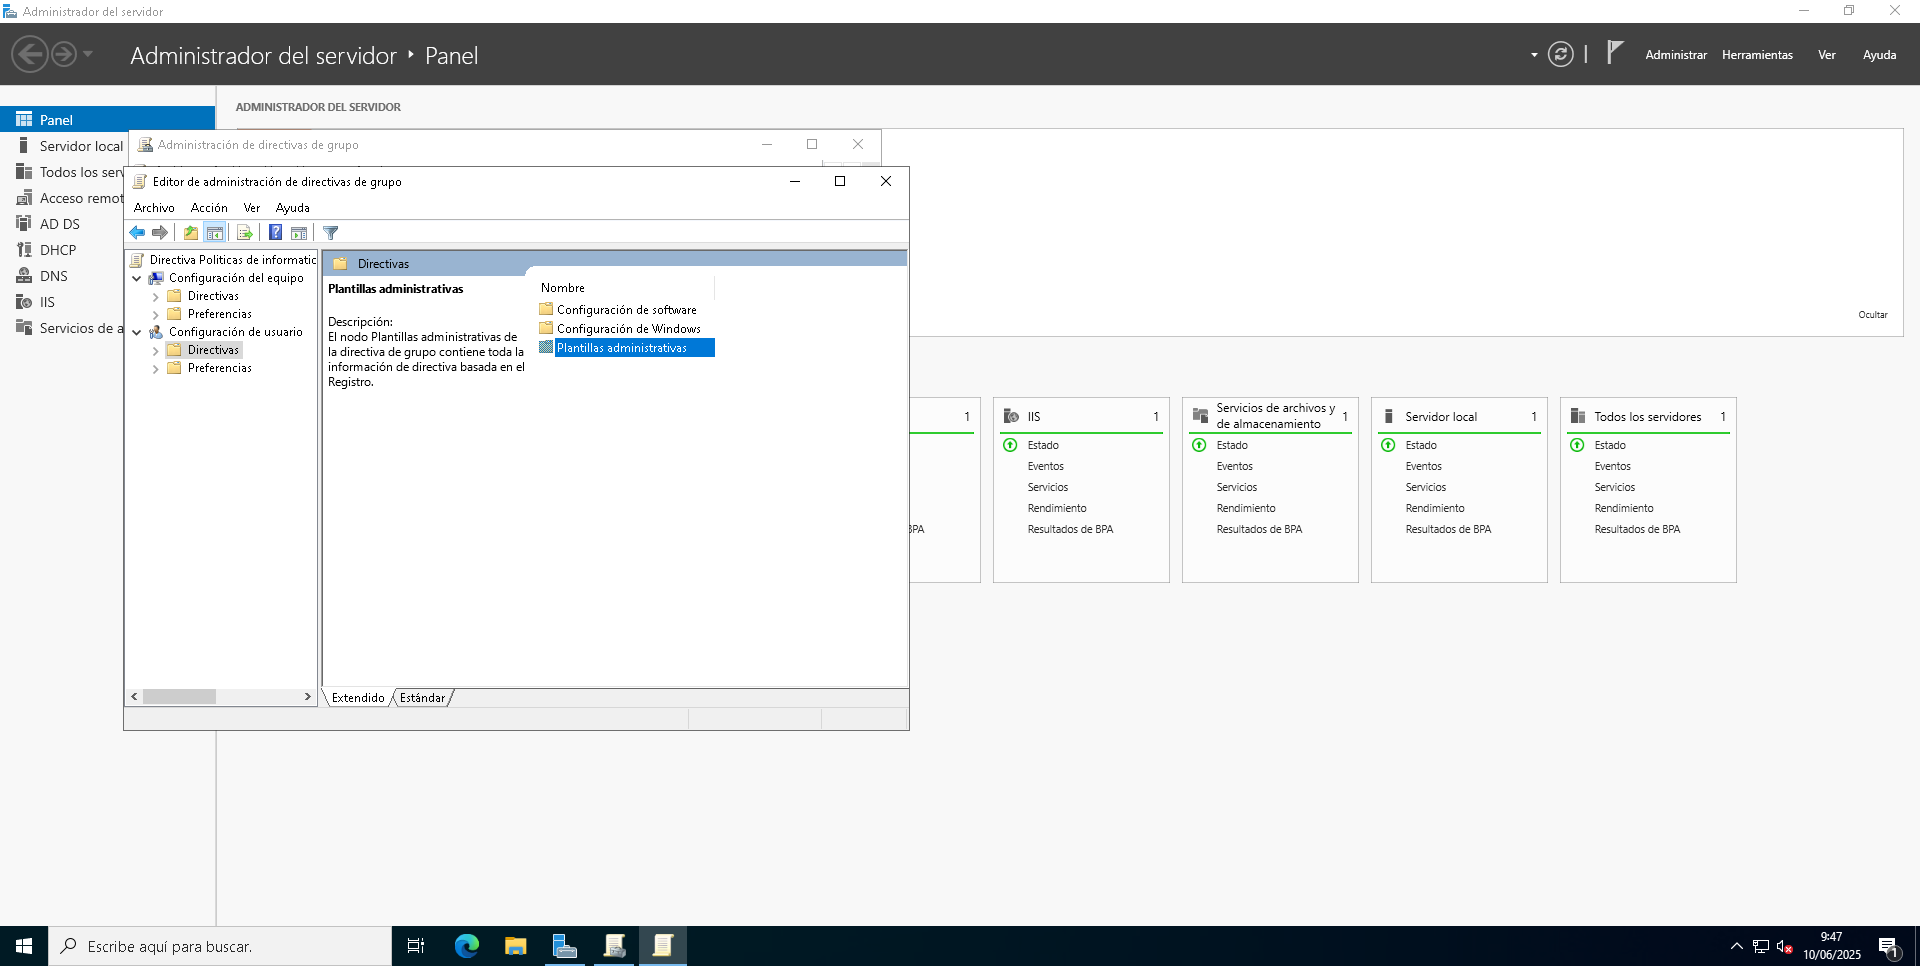 Administrador del servidor
Administrador del servidor ‣ Panel
Administrar
Herramientas
Ver
Ayuda
Panel
Servidor local
Todos los serv
Acceso remot
AD DS
DHCP
DNS
IIS
Servicios de a
ADMINISTRADOR DEL SERVIDOR
Administración de directivas de grupo
Editor de administración de directivas de grupo
Archivo Acción Ver Ayuda
Directiva Politicas de informatic
Configuración del equipo
Directivas
Preferencias
Configuración de usuario
Directivas
Preferencias
Directivas
Plantillas administrativas
Descripción:
El nodo Plantillas administrativas de
la directiva de grupo contiene toda la
información de directiva basada en el
Registro.
Nombre
Configuración de software
Configuración de Windows
Plantillas administrativas
Extendido
Estándar
Ocultar
1
BPA
IIS 1
Estado
Eventos
Servicios
Rendimiento
Resultados de BPA
Servicios de archivos y
de almacenamiento 1
Estado
Eventos
Servicios
Rendimiento
Resultados de BPA
Servidor local 1
Estado
Eventos
Servicios
Rendimiento
Resultados de BPA
Todos los servidores 1
Estado
Eventos
Servicios
Rendimiento
Resultados de BPA
Escribe aquí para buscar.
9:47
10/06/2025
1